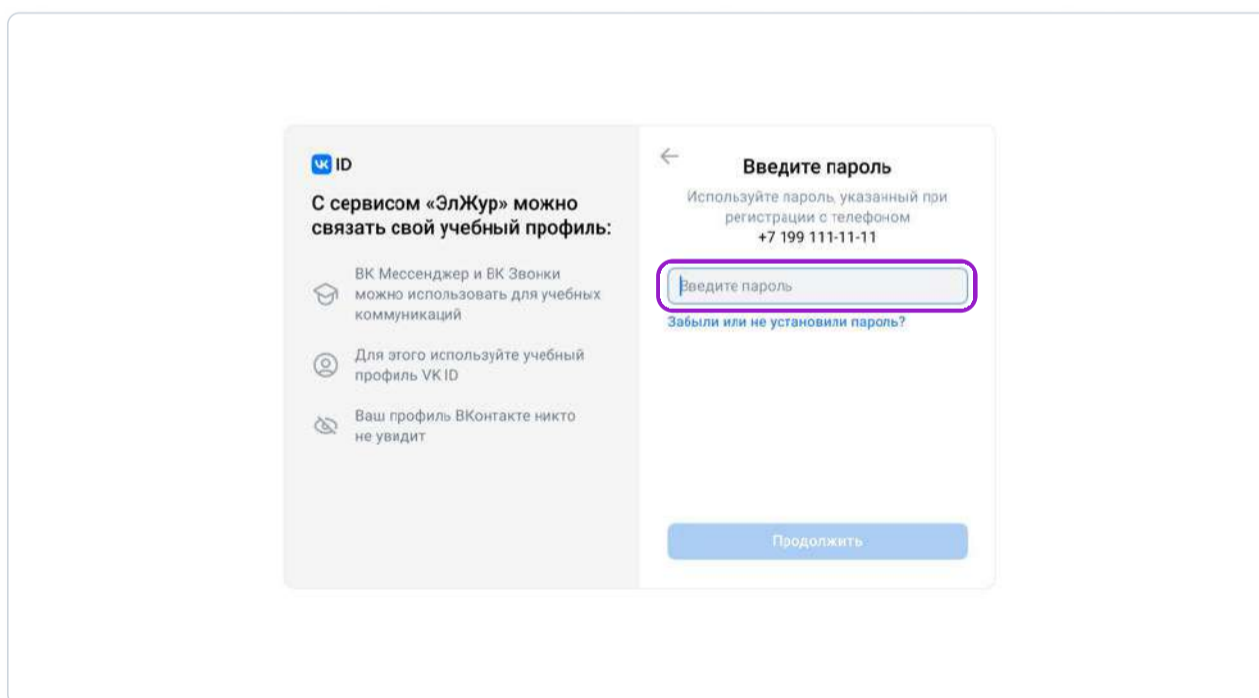 VK ID
С сервисом «ЭлЖур» можно
связать свой учебный профиль:
ВК Мессенджер и ВК Звонки
можно использовать для учебных
коммуникаций
Для этого используйте учебный
профиль VK ID
Ваш профиль ВКонтакте никто
не увидит
Введите пароль
Используйте пароль, указанный при
регистрации с телефоном
+7 199 111-11-11
Введите пароль
Забыли или не установили пароль?
Продолжить